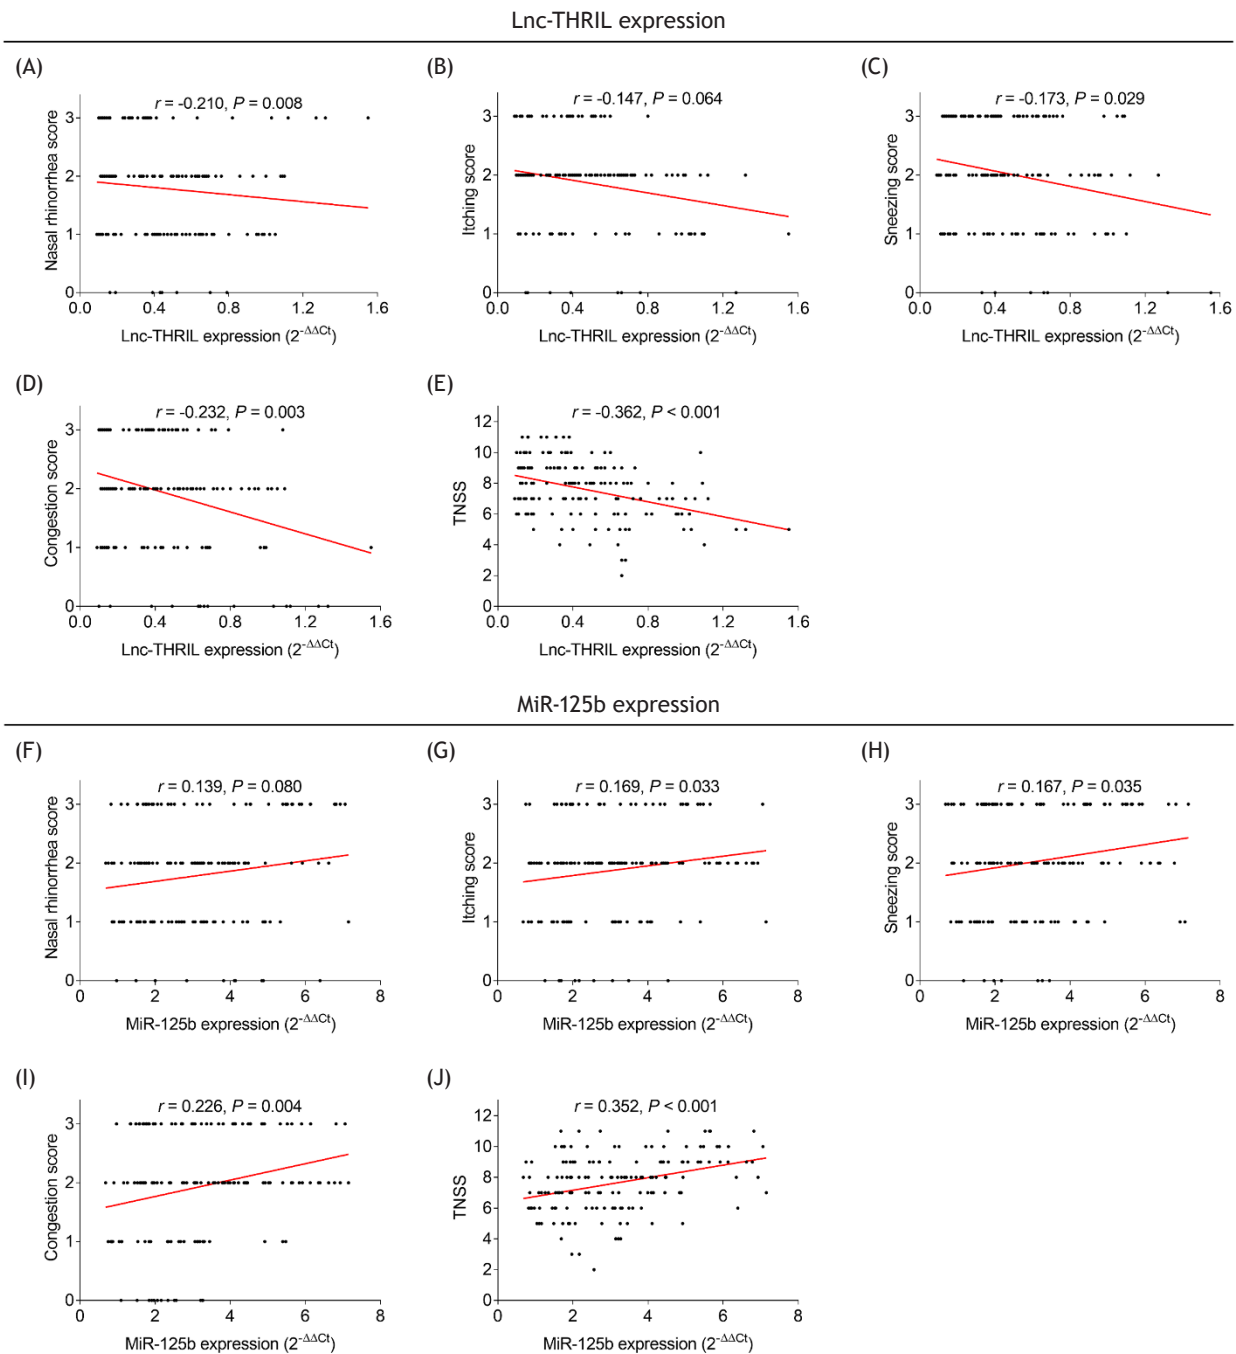 Lnc-THRIL expression
(A)
r = -0.210, P = 0.008
Nasal rhinorrhea score
3
2
1
0
0.0 0.4 0.8 1.2 1.6
Lnc-THRIL expression (2-ΔΔCt)
(B)
r = -0.147, P = 0.064
Itching score
3
2
1
0
0.0 0.4 0.8 1.2 1.6
Lnc-THRIL expression (2-ΔΔCt)
(C)
r = -0.173, P = 0.029
Sneezing score
3
2
1
0
0.0 0.4 0.8 1.2 1.6
Lnc-THRIL expression (2-ΔΔCt)
(D)
r = -0.232, P = 0.003
Congestion score
3
2
1
0
0.0 0.4 0.8 1.2 1.6
Lnc-THRIL expression (2-ΔΔCt)
(E)
r = -0.362, P < 0.001
TNSS
12
10
8
6
4
2
0
0.0 0.4 0.8 1.2 1.6
Lnc-THRIL expression (2-ΔΔCt)
MiR-125b expression
(F)
r = 0.139, P = 0.080
Nasal rhinorrhea score
3
2
1
0
0 2 4 6 8
MiR-125b expression (2-ΔΔCt)
(G)
r = 0.169, P = 0.033
Itching score
3
2
1
0
0 2 4 6 8
MiR-125b expression (2-ΔΔCt)
(H)
r = 0.167, P = 0.035
Sneezing score
3
2
1
0
0 2 4 6 8
MiR-125b expression (2-ΔΔCt)
(I)
r = 0.226, P = 0.004
Congestion score
3
2
1
0
0 2 4 6 8
MiR-125b expression (2-ΔΔCt)
(J)
r = 0.352, P < 0.001
TNSS
12
10
8
6
4
2
0
0 2 4 6 8
MiR-125b expression (2-ΔΔCt)